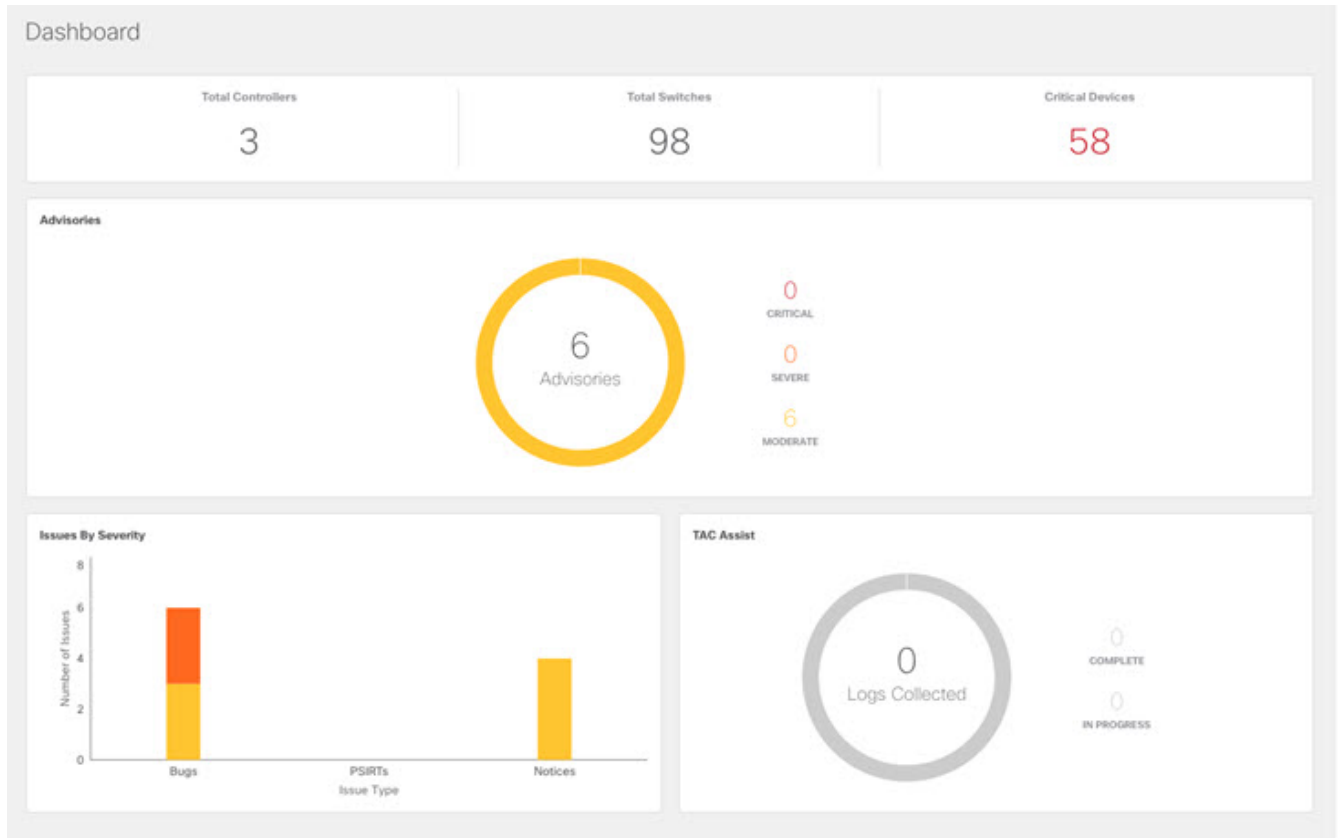 Dashboard
Total Controllers
3
Total Switches
98
Critical Devices
58
Advisories
6
Advisories
0
CRITICAL
0
SEVERE
6
MODERATE
Issues By Severity
Number of Issues
8
6
4
2
0
Bugs
PSIRTs
Notices
Issue Type
TAC Assist
0
Logs Collected
0
COMPLETE
0
IN PROGRESS